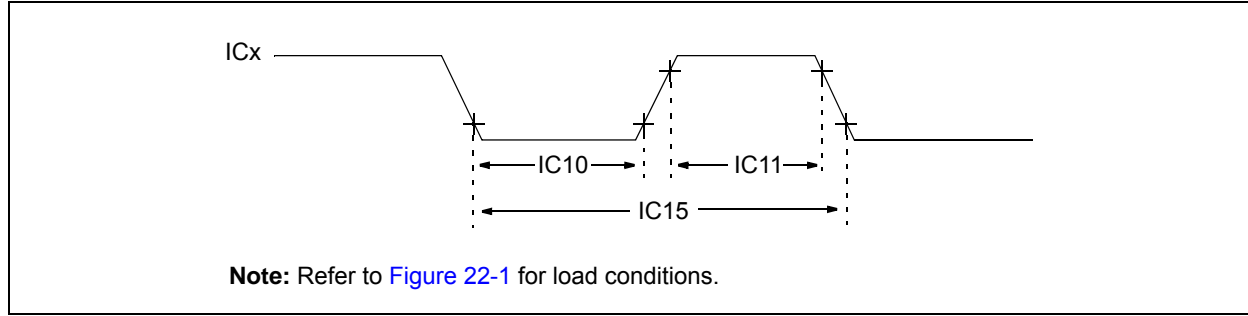 ICx
IC10
IC11
IC15
Note: Refer to Figure 22-1 for load conditions.